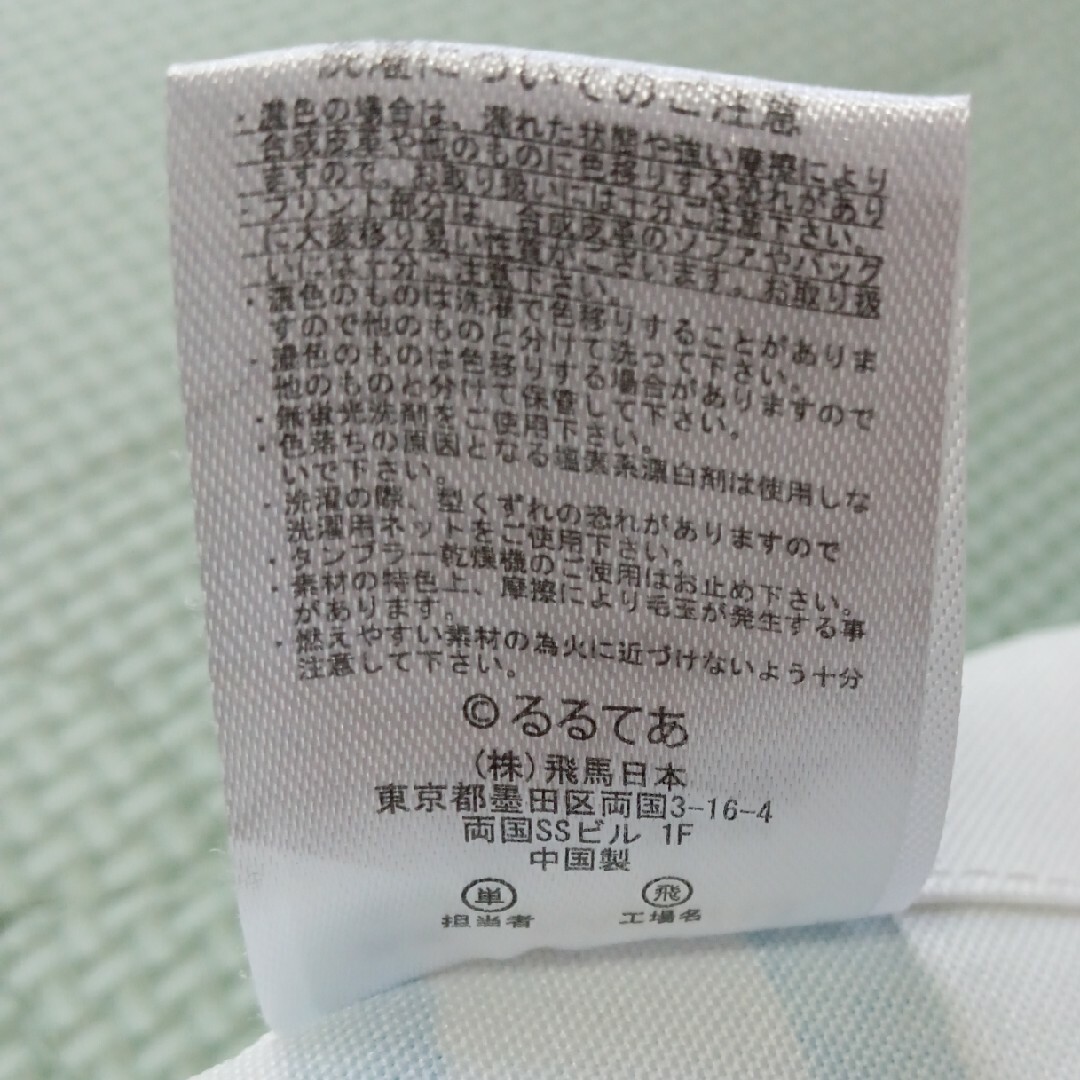 洗濯についてのご注意
・濃色の場合は、濡れた状態や強い摩擦により
合成皮革や他のものに色移りする恐れがあり
ますので。お取り扱いには十分ご注意下さい。
・プリント部分は、合成皮革のソファやバッグ
に大変移り易い性質がございます。お取り扱
いには十分ご注意下さい。
・濃色のものは洗濯で色移りすることがありま
すので他のものと分けて洗って下さい。
・濃色のものは色移りする場合がありますので
他のものと分けて保管して下さい。
・無蛍光洗剤をご使用下さい。
・色落ちの原因となる塩素系漂白剤は使用しな
いで下さい。
・洗濯の際、型くずれの恐れがありますので
洗濯用ネットをご使用下さい。
・タンブラー乾燥機のご使用はお止め下さい。
・素材の特色上、摩擦により毛玉が発生する事
があります。
・燃えやすい素材の為火に近づけないよう十分
注意して下さい。
©るるてあ
(株)飛馬日本
東京都墨田区両国3-16-4
両国SSビル 1F
中国製
単 飛
担当者 工場名